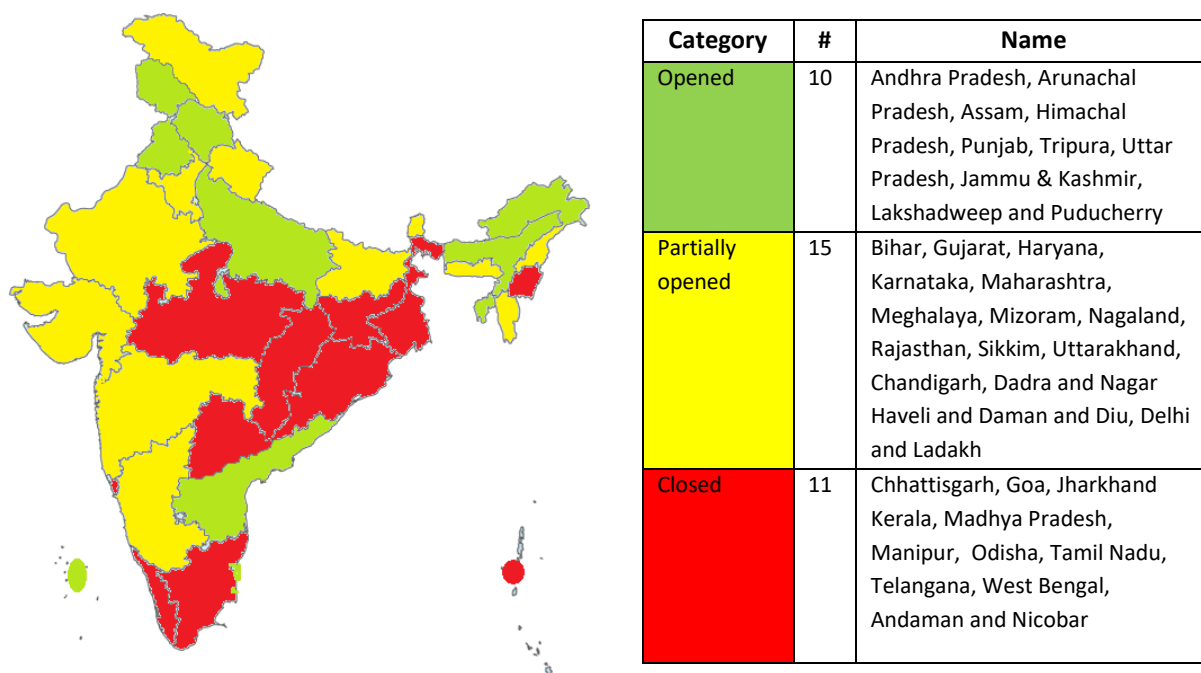 Category # Name
Opened 10 Andhra Pradesh, Arunachal
Pradesh, Assam, Himachal
Pradesh, Punjab, Tripura, Uttar
Pradesh, Jammu & Kashmir,
Lakshadweep and Puducherry
Partially 15 Bihar, Gujarat, Haryana,
opened Karnataka, Maharashtra,
Meghalaya, Mizoram, Nagaland,
Rajasthan, Sikkim, Uttarakhand,
Chandigarh, Dadra and Nagar
Haveli and Daman and Diu, Delhi
and Ladakh
Closed 11 Chhattisgarh, Goa, Jharkhand
Kerala, Madhya Pradesh,
Manipur, Odisha, Tamil Nadu,
Telangana, West Bengal,
Andaman and Nicobar